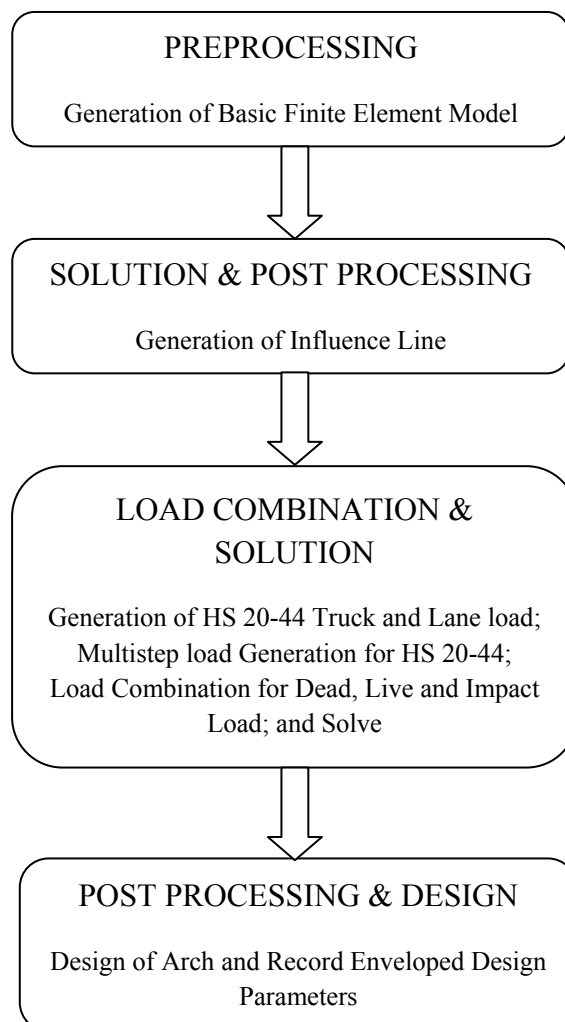 PREPROCESSING
Generation of Basic Finite Element Model
SOLUTION & POST PROCESSING
Generation of Influence Line
LOAD COMBINATION &
SOLUTION
Generation of HS 20-44 Truck and Lane load;
Multistep load Generation for HS 20-44;
Load Combination for Dead, Live and Impact
Load; and Solve
POST PROCESSING & DESIGN
Design of Arch and Record Enveloped Design
Parameters